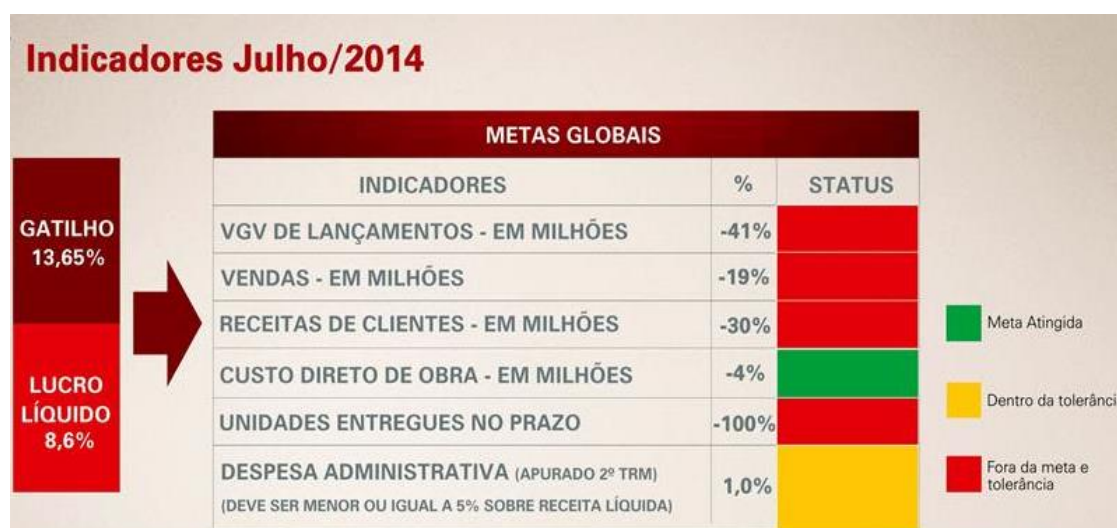 Indicadores Julho/2014
GATILHO
13,65%
LUCRO
LÍQUIDO
8,6%
METAS GLOBAIS
INDICADORES % STATUS
VGV DE LANÇAMENTOS - EM MILHÕES -41%
VENDAS - EM MILHÕES -19%
RECEITAS DE CLIENTES - EM MILHÕES -30%
CUSTO DIRETO DE OBRA - EM MILHÕES -4%
UNIDADES ENTREGUES NO PRAZO -100%
DESPESA ADMINISTRATIVA (APURADO 2º TRM) 1,0%
(DEVE SER MENOR OU IGUAL A 5% SOBRE RECEITA LÍQUIDA)
Meta Atingida
Dentro da tolerânci
Fora da meta e
tolerância